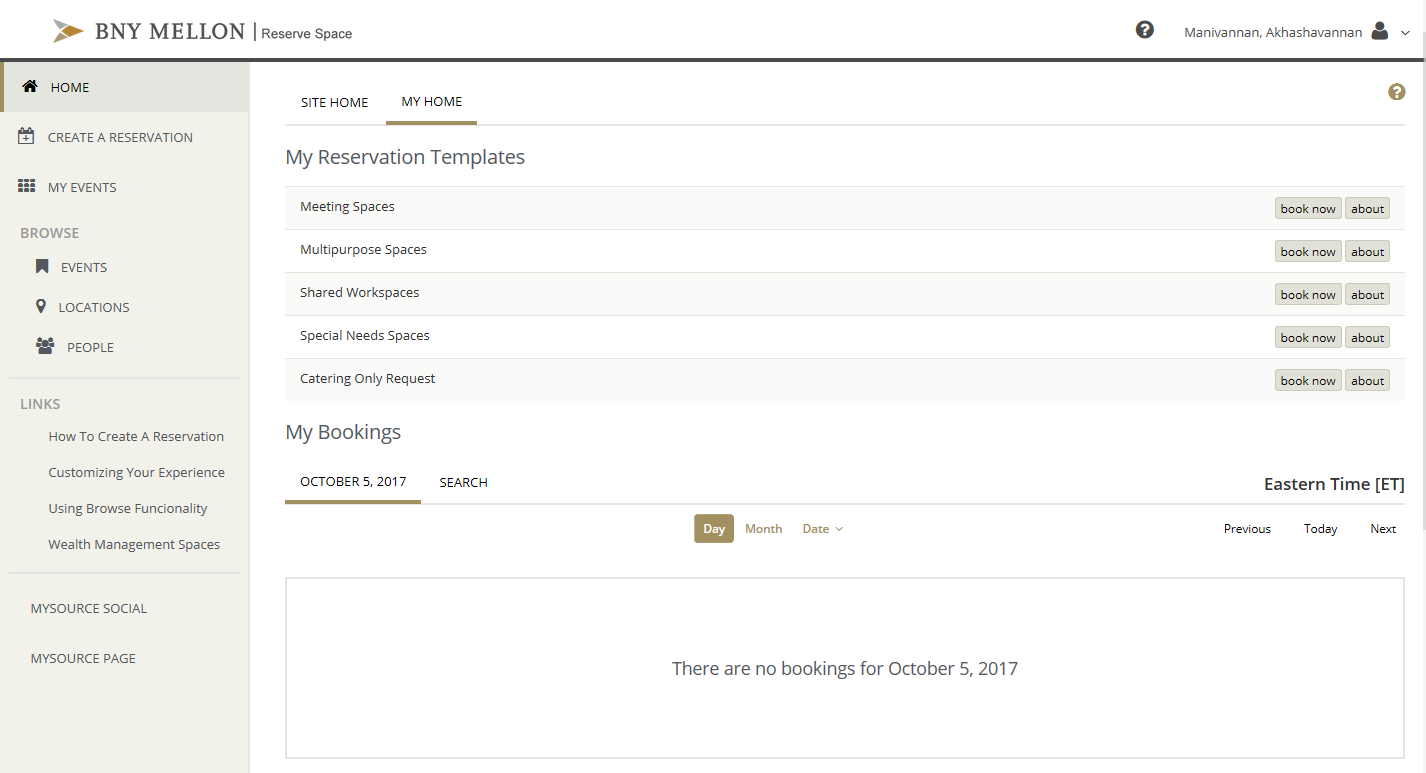 BNY MELLON | Reserve Space
Manivannan, Akhashavannan
HOME
CREATE A RESERVATION
MY EVENTS
BROWSE
EVENTS
LOCATIONS
PEOPLE
LINKS
How To Create A Reservation
Customizing Your Experience
Using Browse Funcionality
Wealth Management Spaces
MYSOURCE SOCIAL
MYSOURCE PAGE
SITE HOME MY HOME
My Reservation Templates
Meeting Spaces book now about
Multipurpose Spaces book now about
Shared Workspaces book now about
Special Needs Spaces book now about
Catering Only Request book now about
My Bookings
OCTOBER 5, 2017 SEARCH Eastern Time [ET]
Day Month Date Previous Today Next
There are no bookings for October 5, 2017